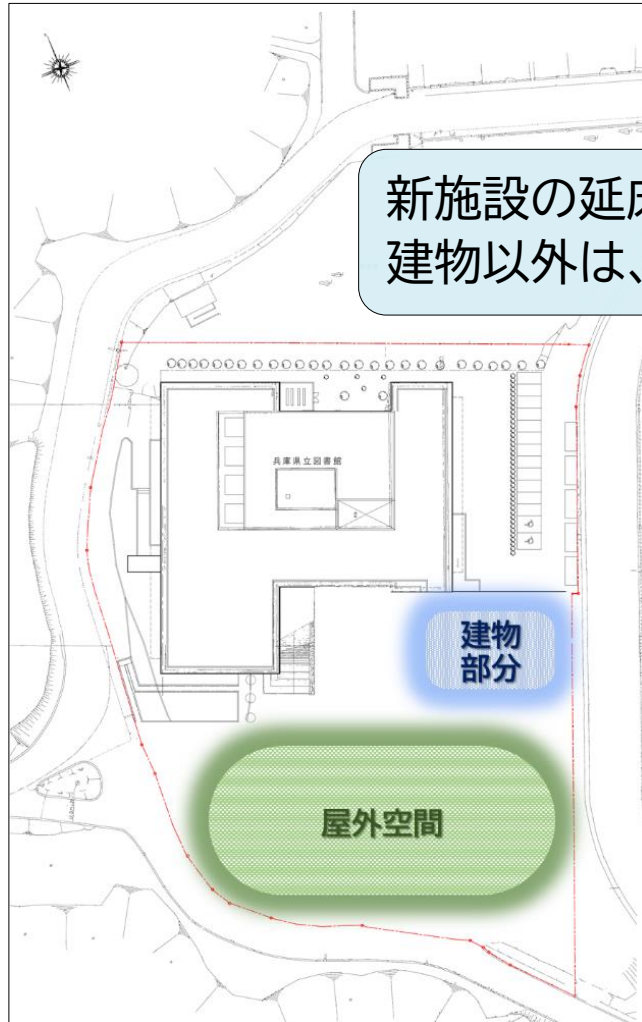 新施設の延床
建物以外は、
兵庫県立図書館
建物
部分
屋外空間